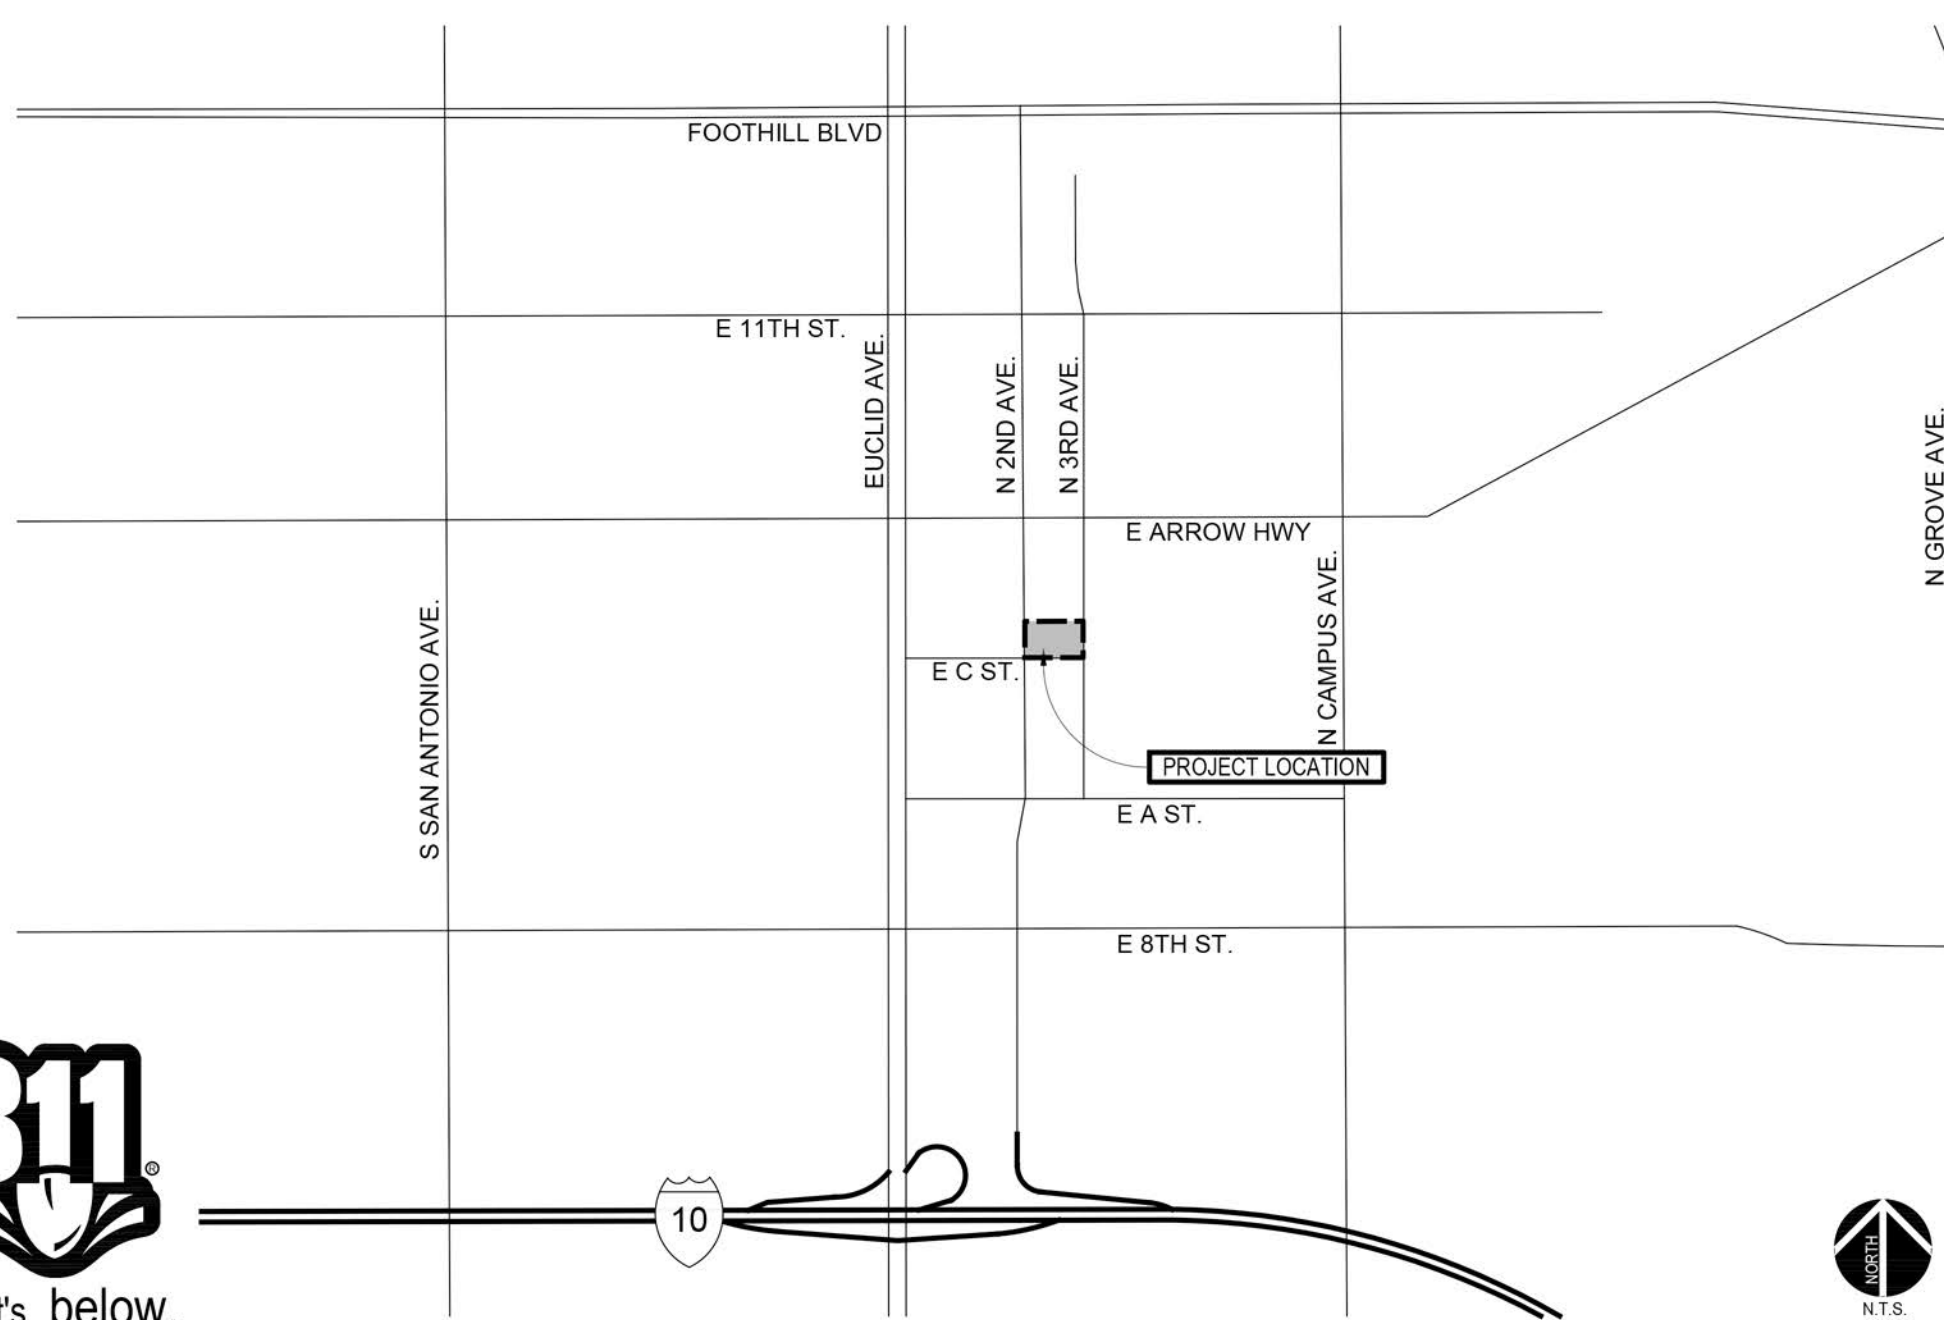 FOOTHILL BLVD
E 11TH ST.
EUCLID AVE.
N 2ND AVE.
N 3RD AVE.
N GROVE AVE.
E ARROW HWY
N CAMPUS AVE.
S SAN ANTONIO AVE.
E C ST.
PROJECT LOCATION
E A ST.
E 8TH ST.
811®
10
NORTH
below.
N.T.S.